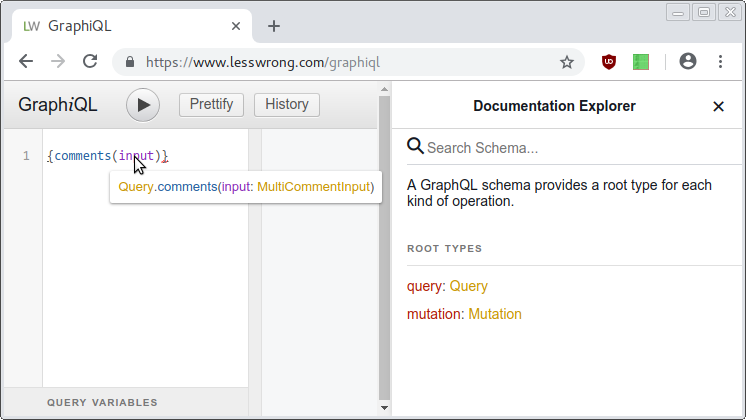 LW GraphiQL
https://www.lesswrong.com/graphiql
GraphiQL
Prettify
History
Documentation Explorer
Search Schema...
1 {comments(input)}
Query.comments(input: MultiCommentInput)
A GraphQL schema provides a root type for each
kind of operation.
ROOT TYPES
query: Query
mutation: Mutation
QUERY VARIABLES